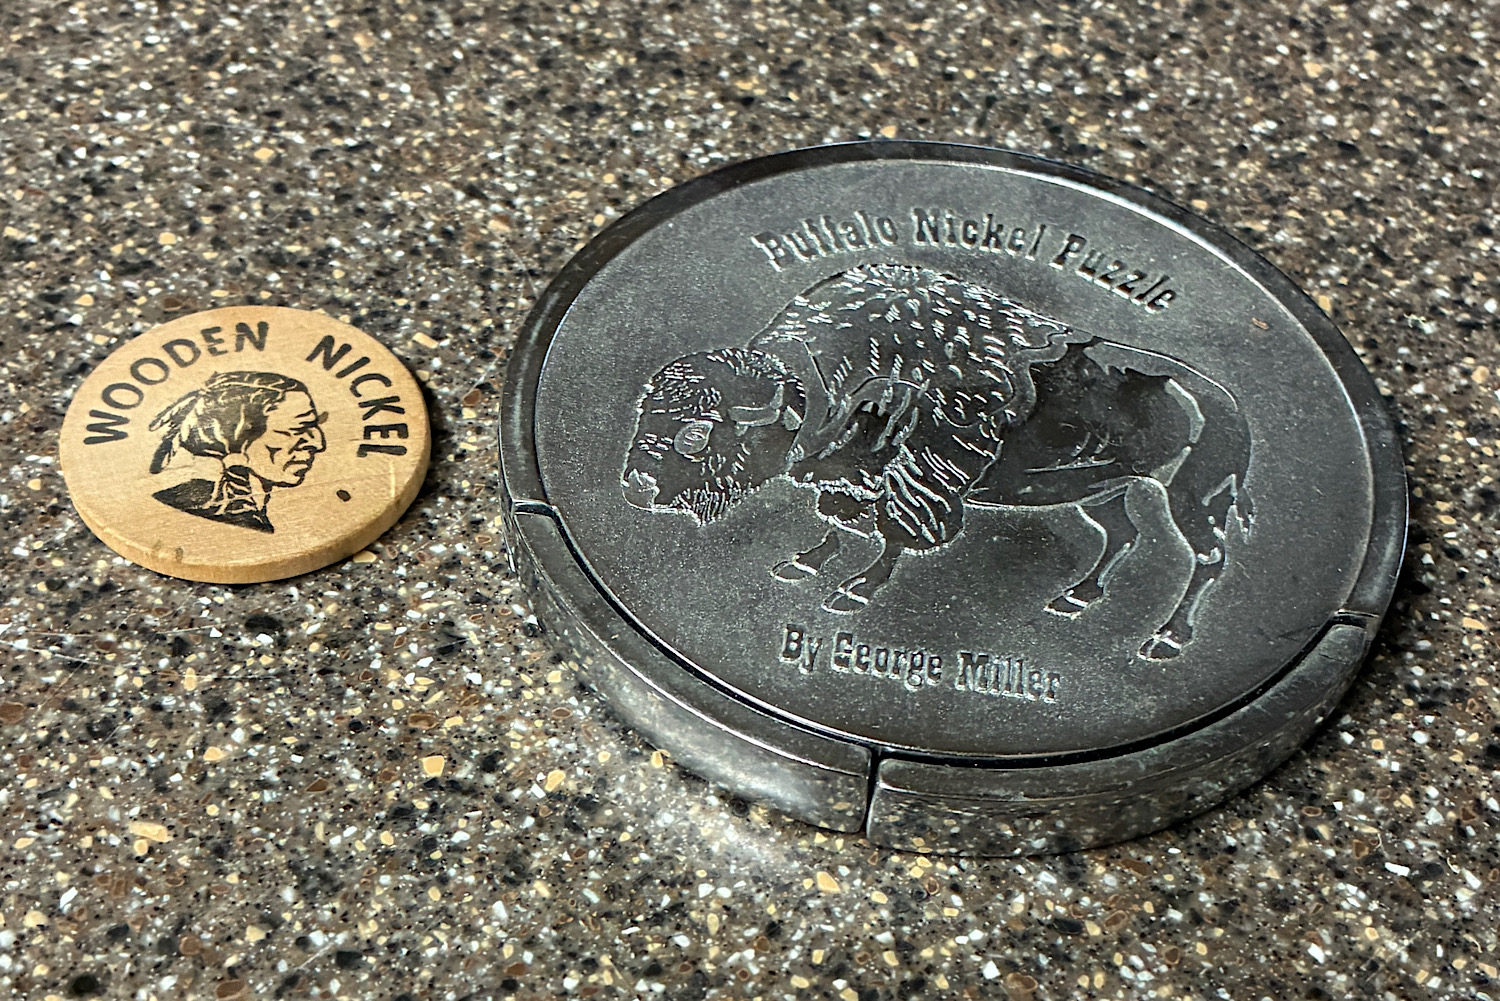 WOODEN NICKEL
Buffalo Nickel Puzzle
By George Miller